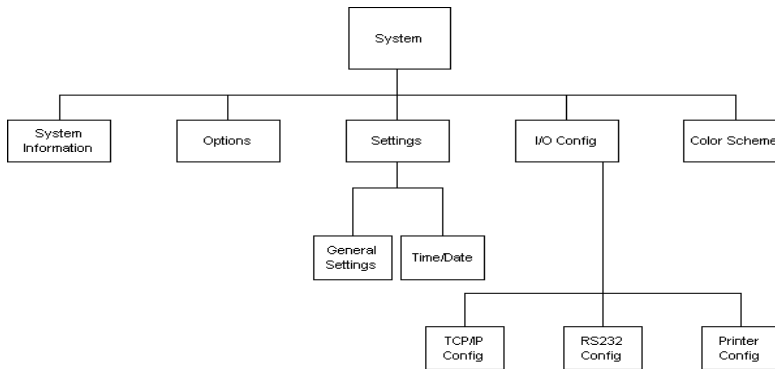 System
System
Information
Options
Settings
I/O Config
Color Scheme
General
Settings
Time/Date
TCP/IP
Config
RS232
Config
Printer
Config